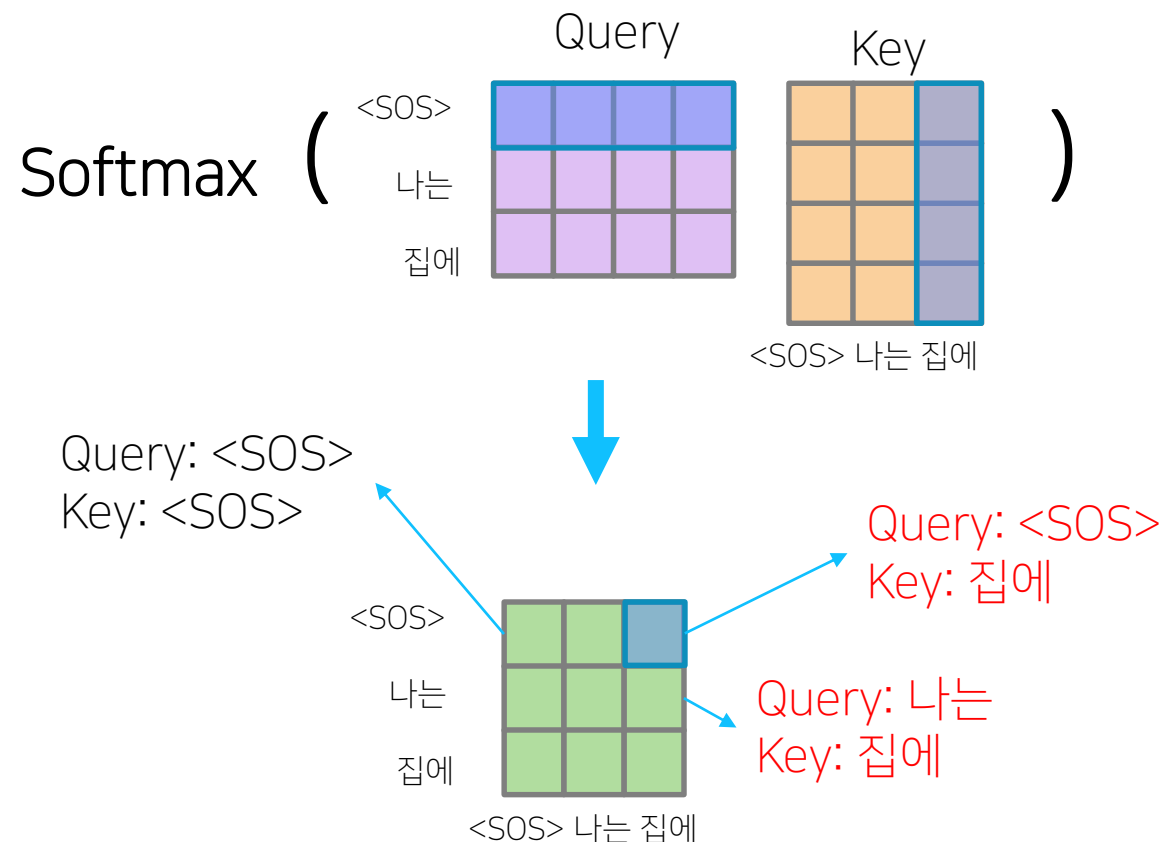 Query
Key
<SOS>
Softmax ( )
나는
집에
<SOS> 나는 집에
Query: <SOS>
Key: <SOS>
Query: <SOS>
Key: 집에
<SOS>
나는
Query: 나는
Key: 집에
집에
<SOS> 나는 집에